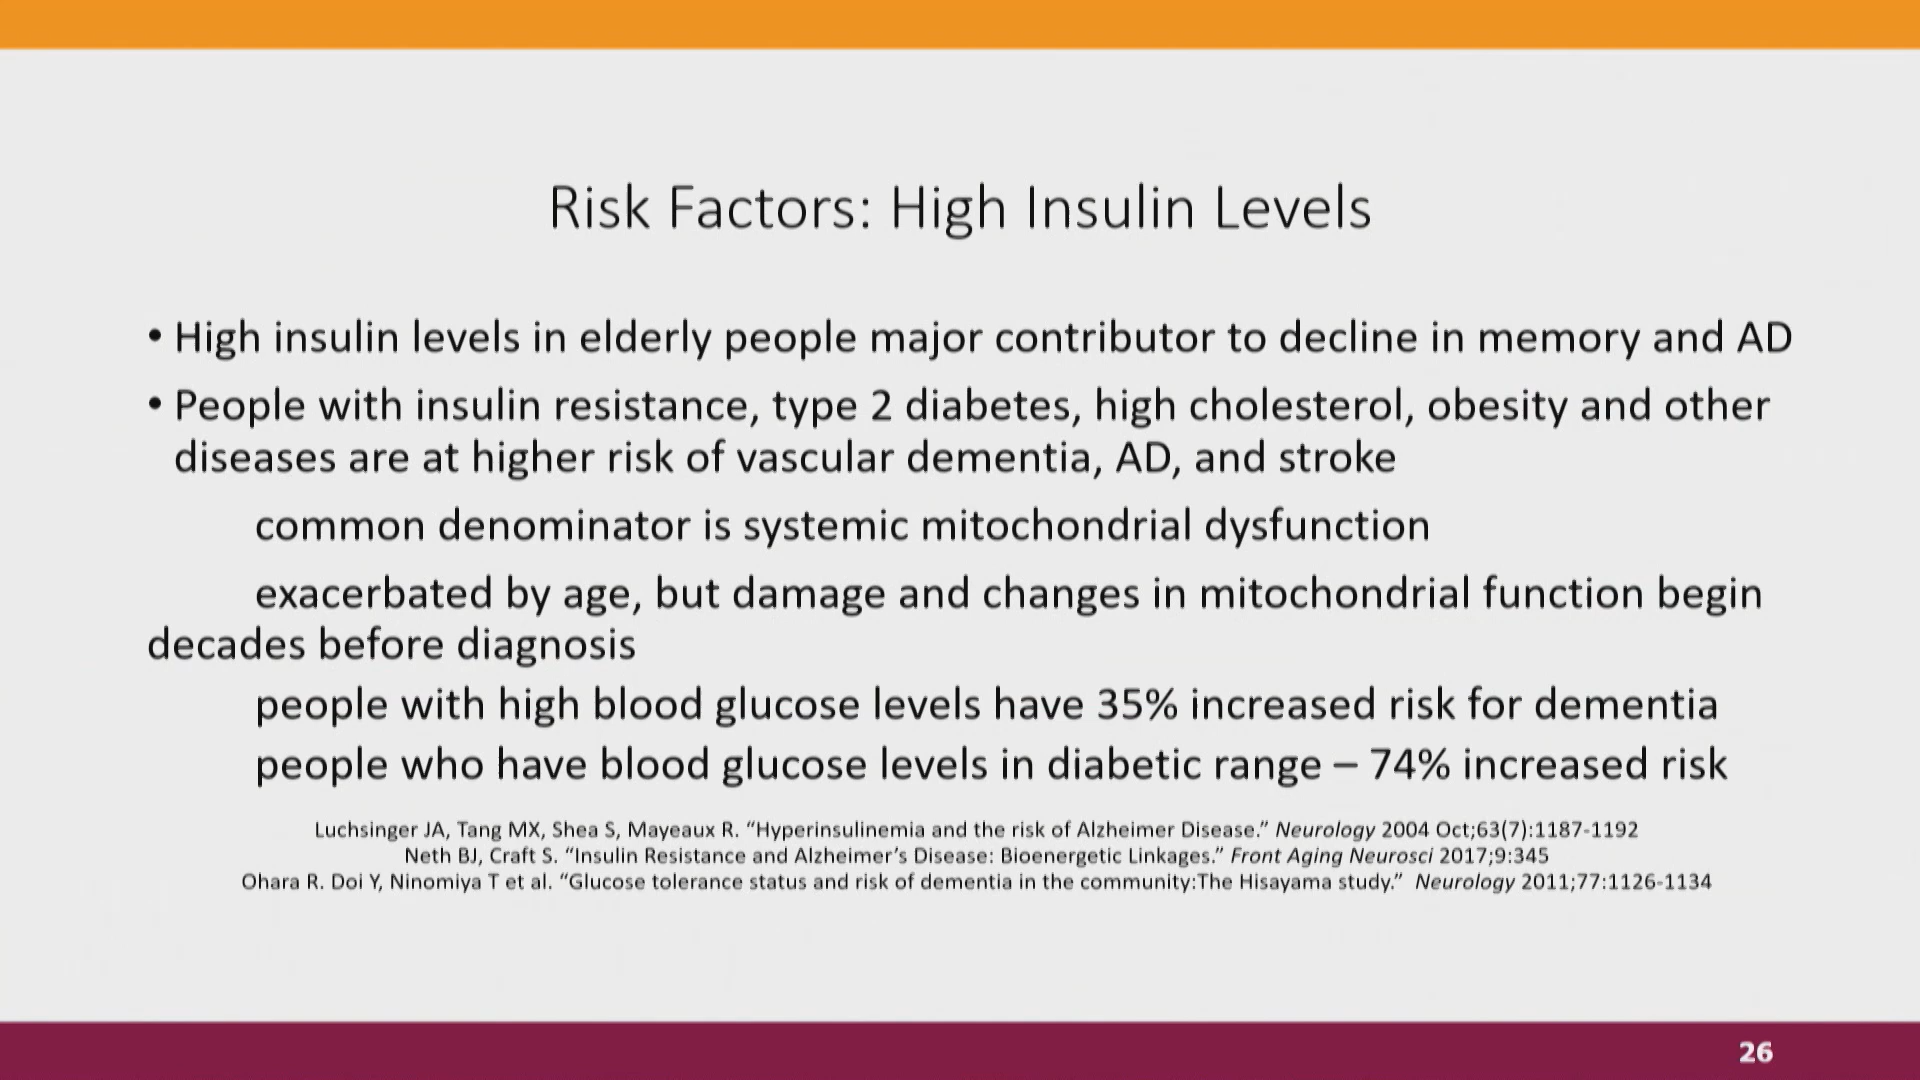 Risk Factors: High Insulin Levels
• High insulin levels in elderly people major contributor to decline in memory and AD
• People with insulin resistance, type 2 diabetes, high cholesterol, obesity and other
diseases are at higher risk of vascular dementia, AD, and stroke
common denominator is systemic mitochondrial dysfunction
exacerbated by age, but damage and changes in mitochondrial function begin
decades before diagnosis
people with high blood glucose levels have 35% increased risk for dementia
people who have blood glucose levels in diabetic range – 74% increased risk
Luchsinger JA, Tang MX, Shea S, Mayeaux R. “Hyperinsulinemia and the risk of Alzheimer Disease.” Neurology 2004 Oct;63(7):1187-1192
Neth BJ, Craft S. “Insulin Resistance and Alzheimer’s Disease: Bioenergetic Linkages.” Front Aging Neurosci 2017;9:345
Ohara R. Doi Y, Ninomiya T et al. “Glucose tolerance status and risk of dementia in the community:The Hisayama study.” Neurology 2011;77:1126-1134
26